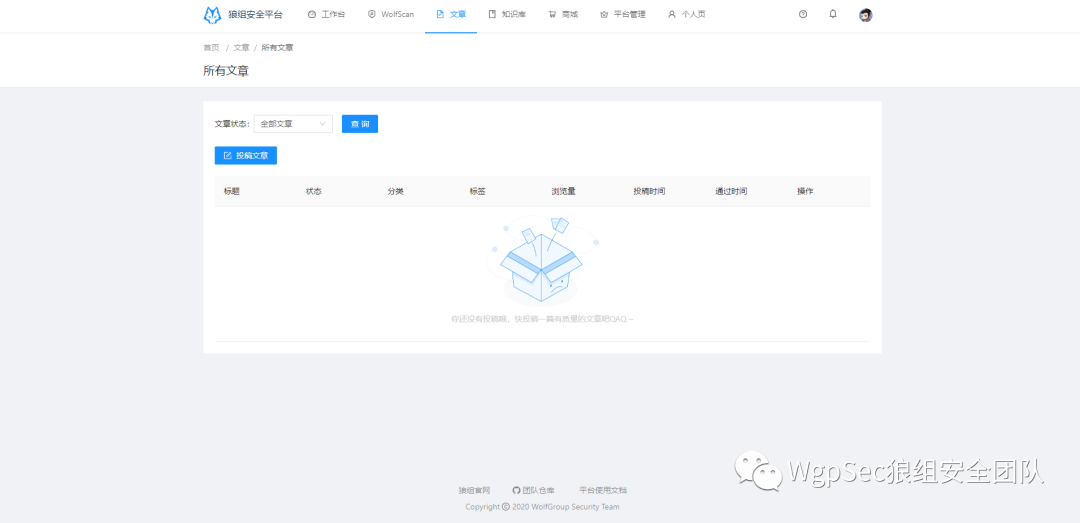 狼组安全平台 工作台 WolfScan 文章 知识库 商城 平台管理 个人页
首页 / 文章 / 所有文章
所有文章
文章状态: 全部文章 查 询
投稿文章
标题 状态 分类 标签 浏览量 投稿时间 通过时间 操作
你还没有投稿哦，快投稿一篇有质量的文章吧QAQ ~
WgpSec狼组安全团队
狼组官网 团队仓库 平台使用文档
Copyright © 2020 WolfGroup Security Team